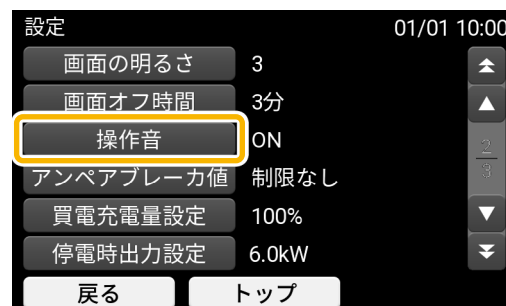 設定 01/01 10:00
画面の明るさ 3
画面オフ時間 3分
操作音 ON
アンペアブレーカ値 制限なし
買電充電量設定 100%
停電時出力設定 6.0kW
2
3
戻る トップ